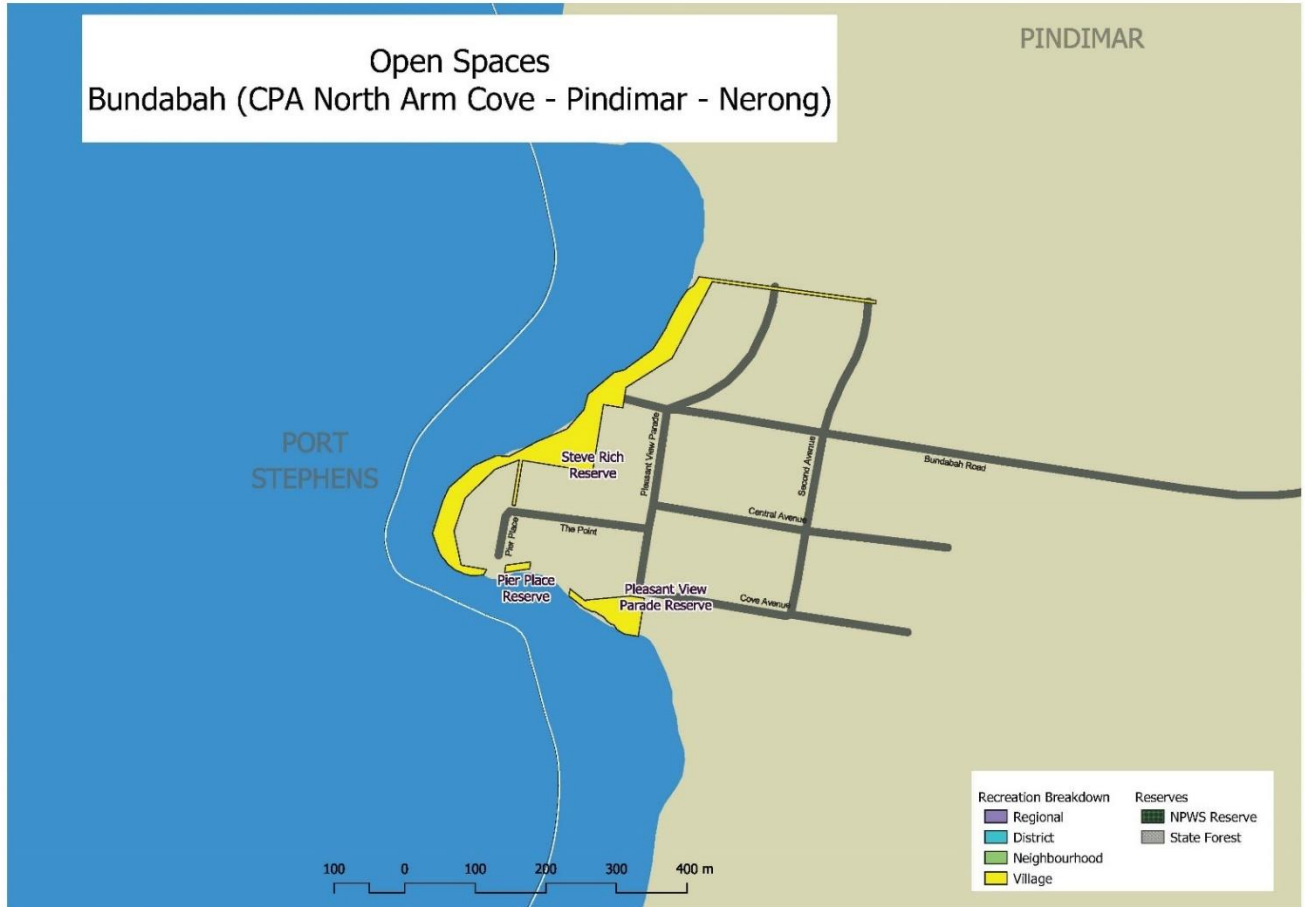 Open Spaces
Bundabah (CPA North Arm Cove - Pindimar - Nerong)
PINDIMAR
PORT
STEPHENS
Steve Rich
Reserve
Pleasant View Parade
Second Avenue
Bundabah Road
Central Avenue
The Point
Pier Place
Pier Place
Reserve
Pleasant View
Parade Reserve
Cove Avenue
Recreation Breakdown
Regional
District
Neighbourhood
Village
Reserves
NPWS Reserve
State Forest
100 0 100 200 300 400 m